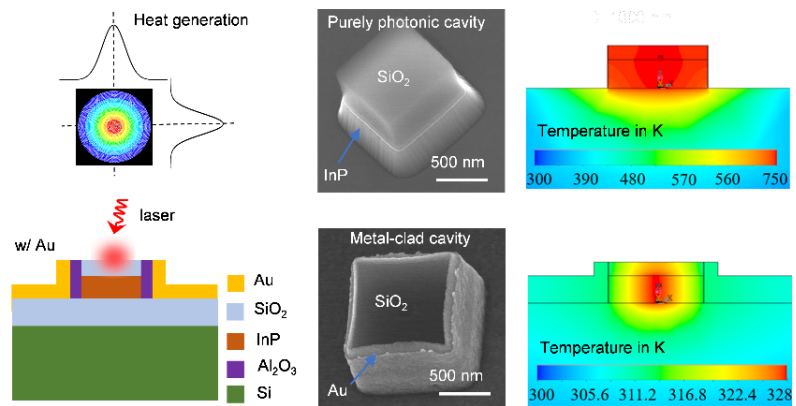 Heat generation
Purely photonic cavity
SiO2
InP
500 nm
Temperature in K
300 390 480 570 560 750
laser
w/ Au
Au
SiO2
InP
Al2O3
Si
Metal-clad cavity
SiO2
Au
500 nm
Temperature in K
300 305.6 311.2 316.8 322.4 328